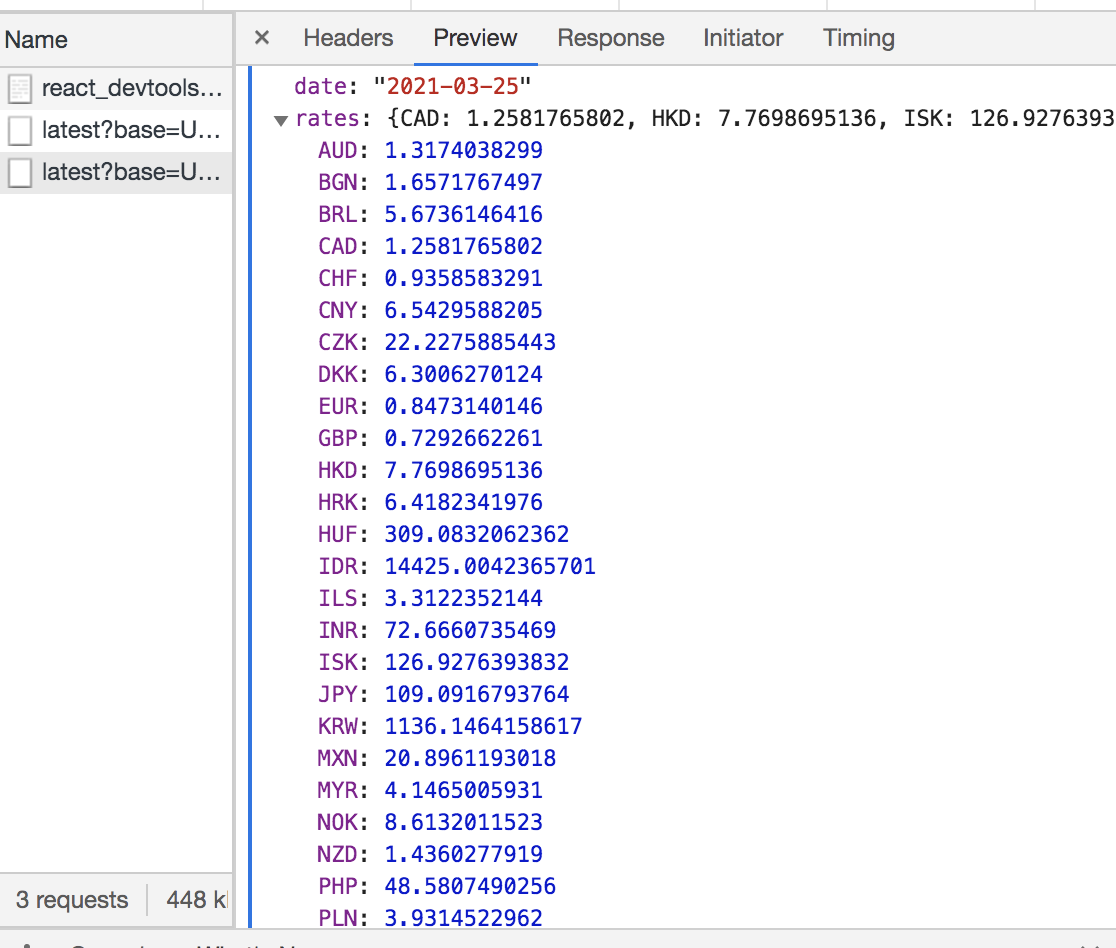 Name
react_devtools...
latest?base=U...
latest?base=U...
3 requests
448 k
× Headers Preview Response Initiator Timing
date: "2021-03-25"
▼ rates: {CAD: 1.2581765802, HKD: 7.7698695136, ISK: 126.9276393
AUD: 1.3174038299
BGN: 1.6571767497
BRL: 5.6736146416
CAD: 1.2581765802
CHF: 0.9358583291
CNY: 6.5429588205
CZK: 22.2275885443
DKK: 6.3006270124
EUR: 0.8473140146
GBP: 0.7292662261
HKD: 7.7698695136
HRK: 6.4182341976
HUF: 309.0832062362
IDR: 14425.0042365701
ILS: 3.3122352144
INR: 72.6660735469
ISK: 126.9276393832
JPY: 109.0916793764
KRW: 1136.1464158617
MXN: 20.8961193018
MYR: 4.1465005931
NOK: 8.6132011523
NZD: 1.4360277919
PHP: 48.5807490256
PLN: 3.9314522962